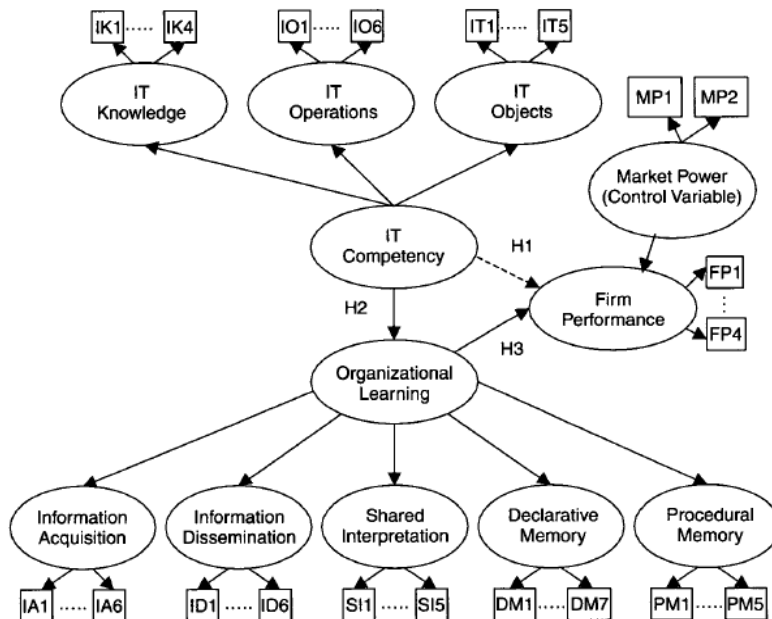 IK1 ..... IK4
IO1 ..... IO6
IT1 ..... IT5
IT
Knowledge
IT
Operations
IT
Objects
MP1
MP2
Market Power
(Control Variable)
IT
Competency
H1
FP1
Firm
Performance
FP4
H2
H3
Organizational
Learning
Information
Acquisition
Information
Dissemination
Shared
Interpretation
Declarative
Memory
Procedural
Memory
IA1 ..... IA6
ID1 ..... ID6
SI1 ..... SI5
DM1 ..... DM7
PM1 ..... PM5